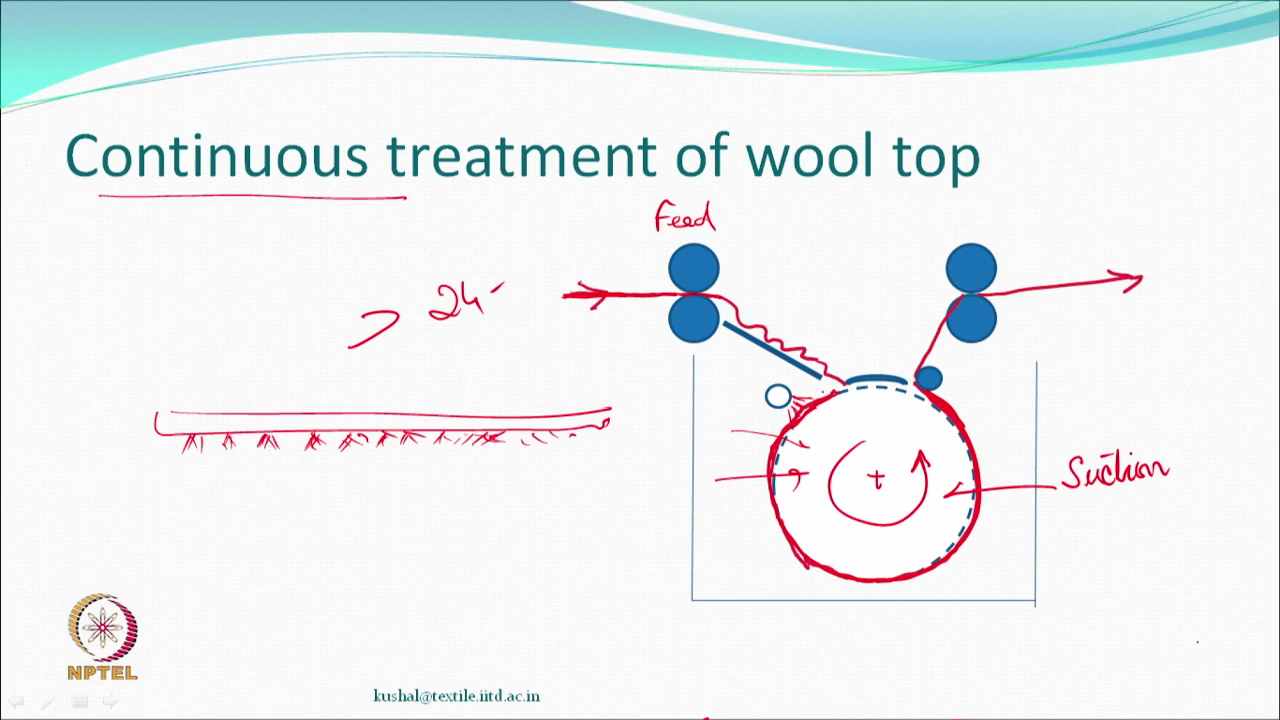 Continuous treatment of wool top
Feed
> 24
Suction
NPTEL
kushal@textile.iitd.ac.in